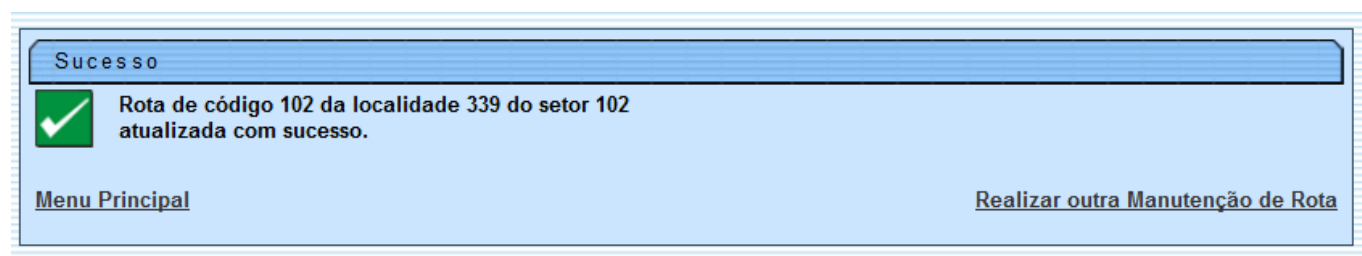 Sucesso
Rota de código 102 da localidade 339 do setor 102
atualizada com sucesso.
Menu Principal
Realizar outra Manutenção de Rota